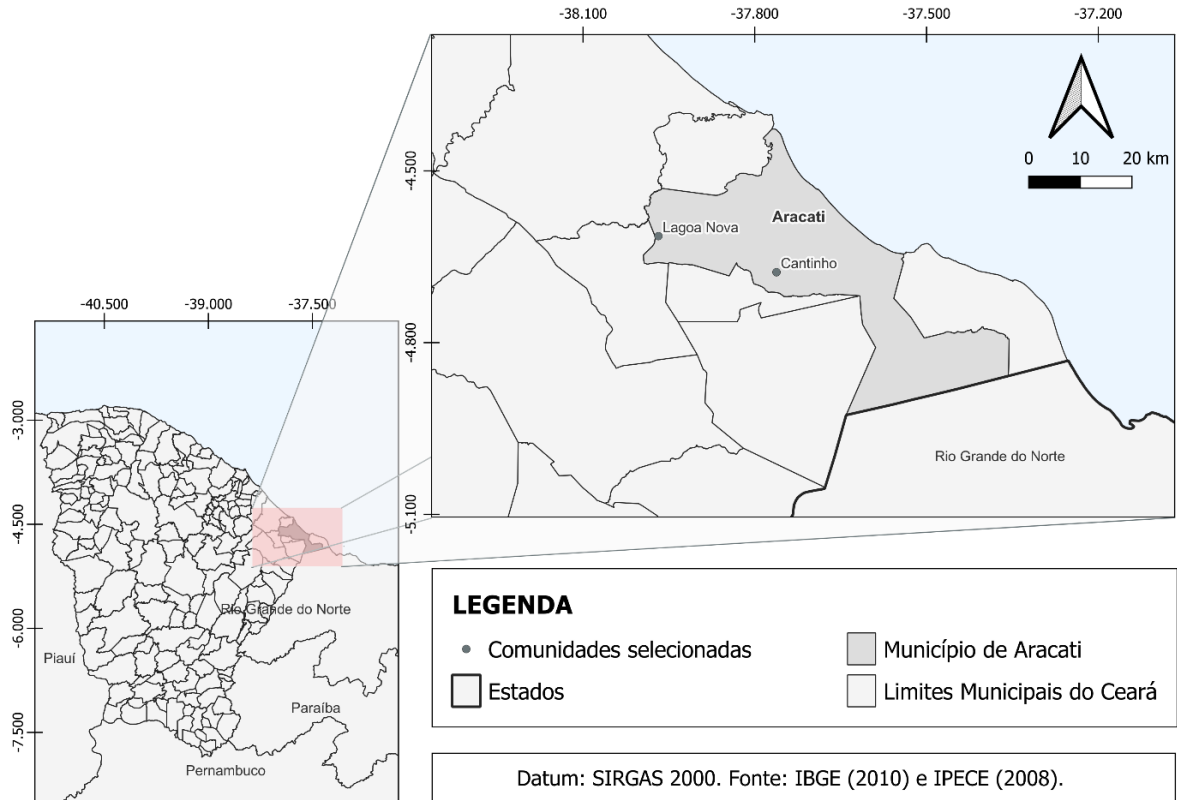 -38.100
-37.800
-37.500
-37.200
0 10 20 km
-4.500
-4.800
-5.100
Aracati
Lagoa Nova
Cantinho
Rio Grande do Norte
-40.500
-39.000
-37.500
-3.000
-4.500
-6.000
-7.500
Rio Grande do Norte
Piauí
Paraíba
Pernambuco
LEGENDA
Comunidades selecionadas
Município de Aracati
Estados
Limites Municipais do Ceará
Datum: SIRGAS 2000. Fonte: IBGE (2010) e IPECE (2008).